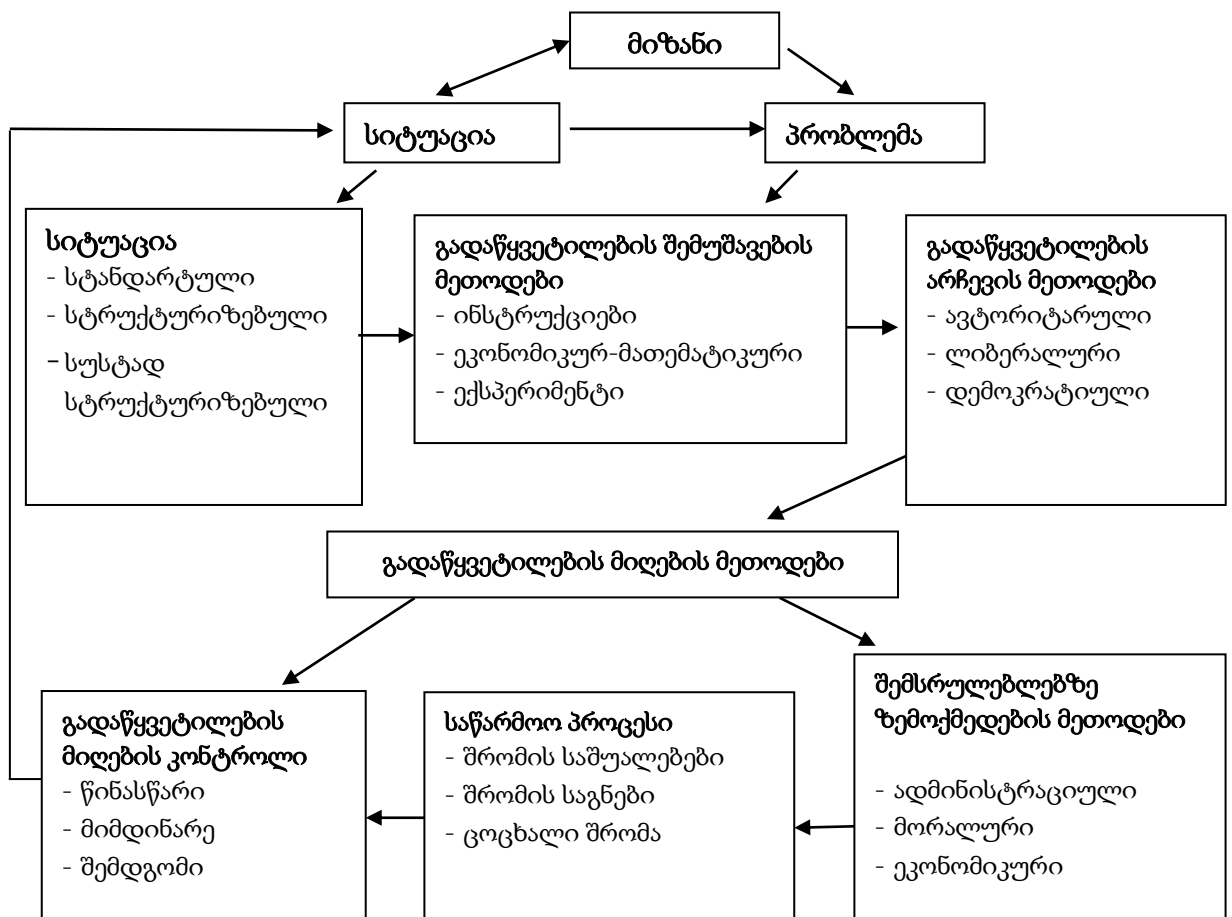 მიზანი
სიტუაცია
პრობლემა
სიტუაცია
- სტანდარტული
- სტრუქტურიზებული
- სუსტად
სტრუქტურიზებული
გადაწყვეტილების შემუშავების
მეთოდები
- ინსტრუქციები
- ეკონომიკურ-მათემატიკური
- ექსპერიმენტი
გადაწყვეტილების
არჩევის მეთოდები
- ავტორიტარული
- ლიბერალური
- დემოკრატიული
გადაწყვეტილების მიღების მეთოდები
გადაწყვეტილების
მიღების კონტროლი
- წინასწარი
- მიმდინარე
- შემდგომი
საწარმოო პროცესი
- შრომის საშუალებები
- შრომის საგნები
- ცოცხალი შრომა
შემსრულებლებზე
ზემოქმედების მეთოდები
- ადმინისტრაციული
- მორალური
- ეკონომიკური